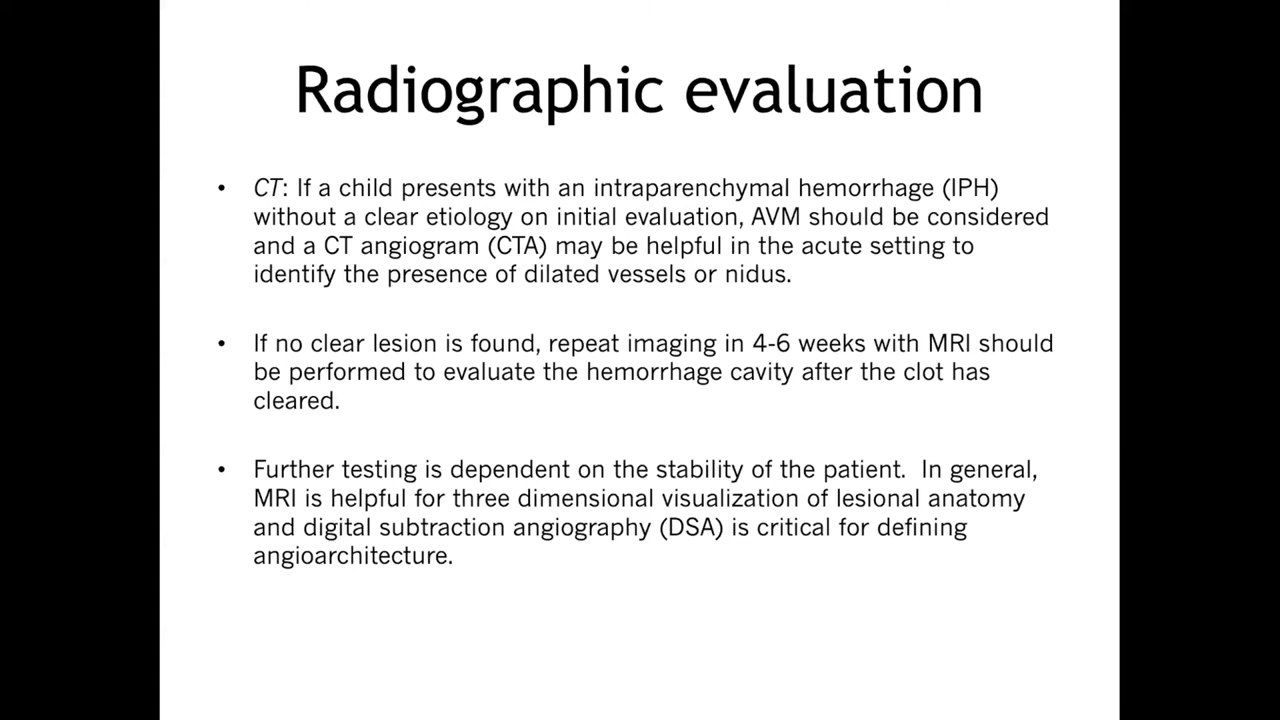 Radiographic evaluation
• CT: If a child presents with an intraparenchymal hemorrhage (IPH)
without a clear etiology on initial evaluation, AVM should be considered
and a CT angiogram (CTA) may be helpful in the acute setting to
identify the presence of dilated vessels or nidus.
• If no clear lesion is found, repeat imaging in 4-6 weeks with MRI should
be performed to evaluate the hemorrhage cavity after the clot has
cleared.
• Further testing is dependent on the stability of the patient.  In general,
MRI is helpful for three dimensional visualization of lesional anatomy
and digital subtraction angiography (DSA) is critical for defining
angioarchitecture.